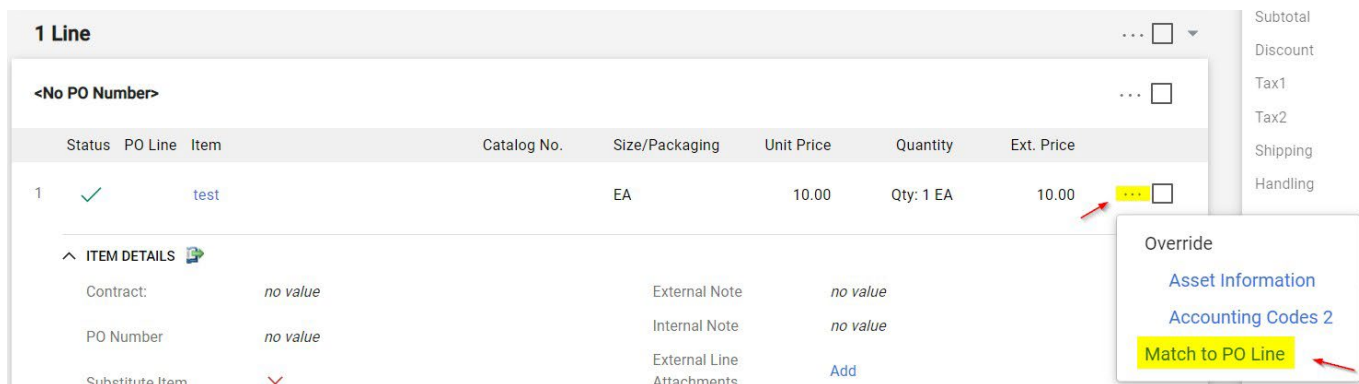 Subtotal
1 Line ...
Discount
<No PO Number> ...
Tax1
Tax2
Status PO Line Item Catalog No. Size/Packaging Unit Price Quantity Ext. Price
Shipping
Handling
1 test EA 10.00 Qty: 1 EA 10.00 ...
Override
ITEM DETAILS
Asset Information
Contract: no value External Note no value
Accounting Codes 2
Internal Note no value
PO Number no value
Match to PO Line
External Line Attachments Add
Substitute Item